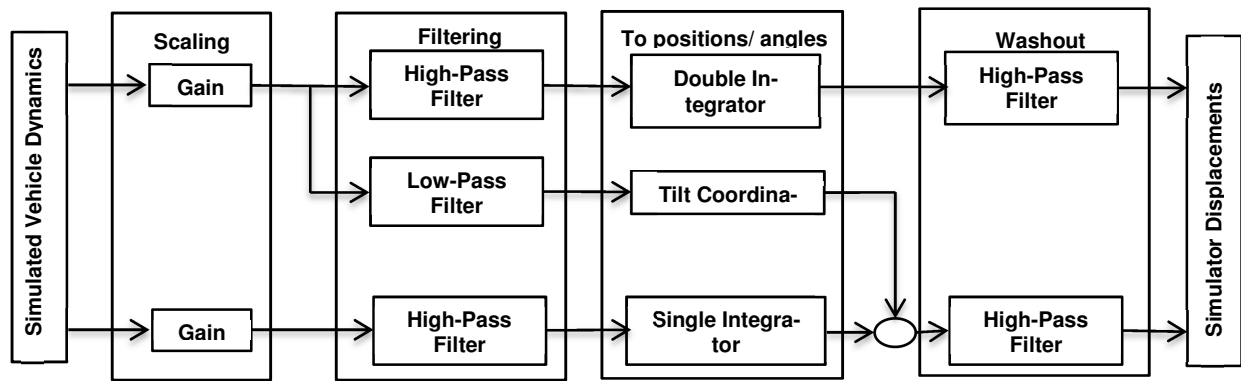 Simulated Vehicle Dynamics
Scaling
Gain
Gain
Filtering
High-Pass
Filter
Low-Pass
Filter
High-Pass
Filter
To positions/ angles
Double In-
tegrator
Tilt Coordina-
Single Integra-
tor
Washout
High-Pass
Filter
High-Pass
Filter
Simulator Displacements